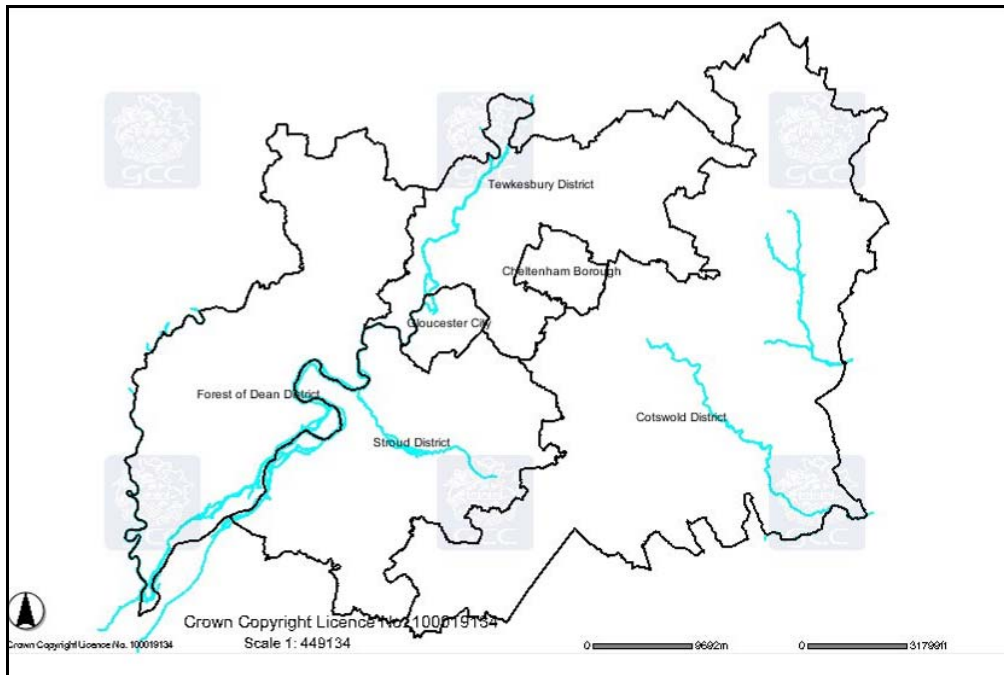 GCC
GCC
GCC
Tewkesbury District
Cheltenham Borough
Gloucester City
Forest of Dean District
Cotswold District
Stroud District
GCC
GCC
GCC
Crown Copyright Licence No. 100019134
Crown Copyright Licence No. 100019134
Scale 1: 449134
0
9692m
0
31799ft